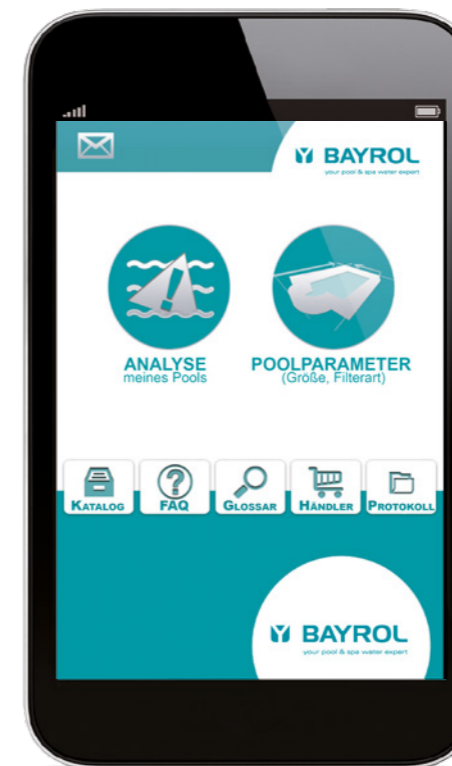 BAYROL
your pool & spa water expert
ANALYSE
meines Pools
POOLPARAMETER
(Größe, Filterart)
KATALOG
FAQ
GLOSSAR
HÄNDLER
PROTOKOLL
BAYROL
your pool & spa water expert